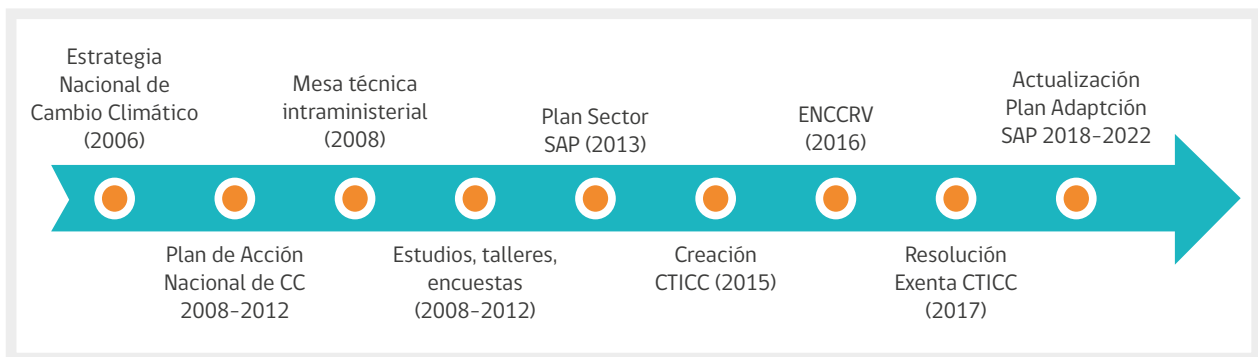 Estrategia
Nacional de
Cambio Climático
(2006)
Plan de Acción
Nacional de CC
2008-2012
Mesa técnica
intraministerial
(2008)
Estudios, talleres,
encuestas
(2008-2012)
Plan Sector
SAP (2013)
Creación
CTICC (2015)
ENCCRV
(2016)
Resolución
Exenta CTICC
(2017)
Actualización
Plan Adaptción
SAP 2018-2022